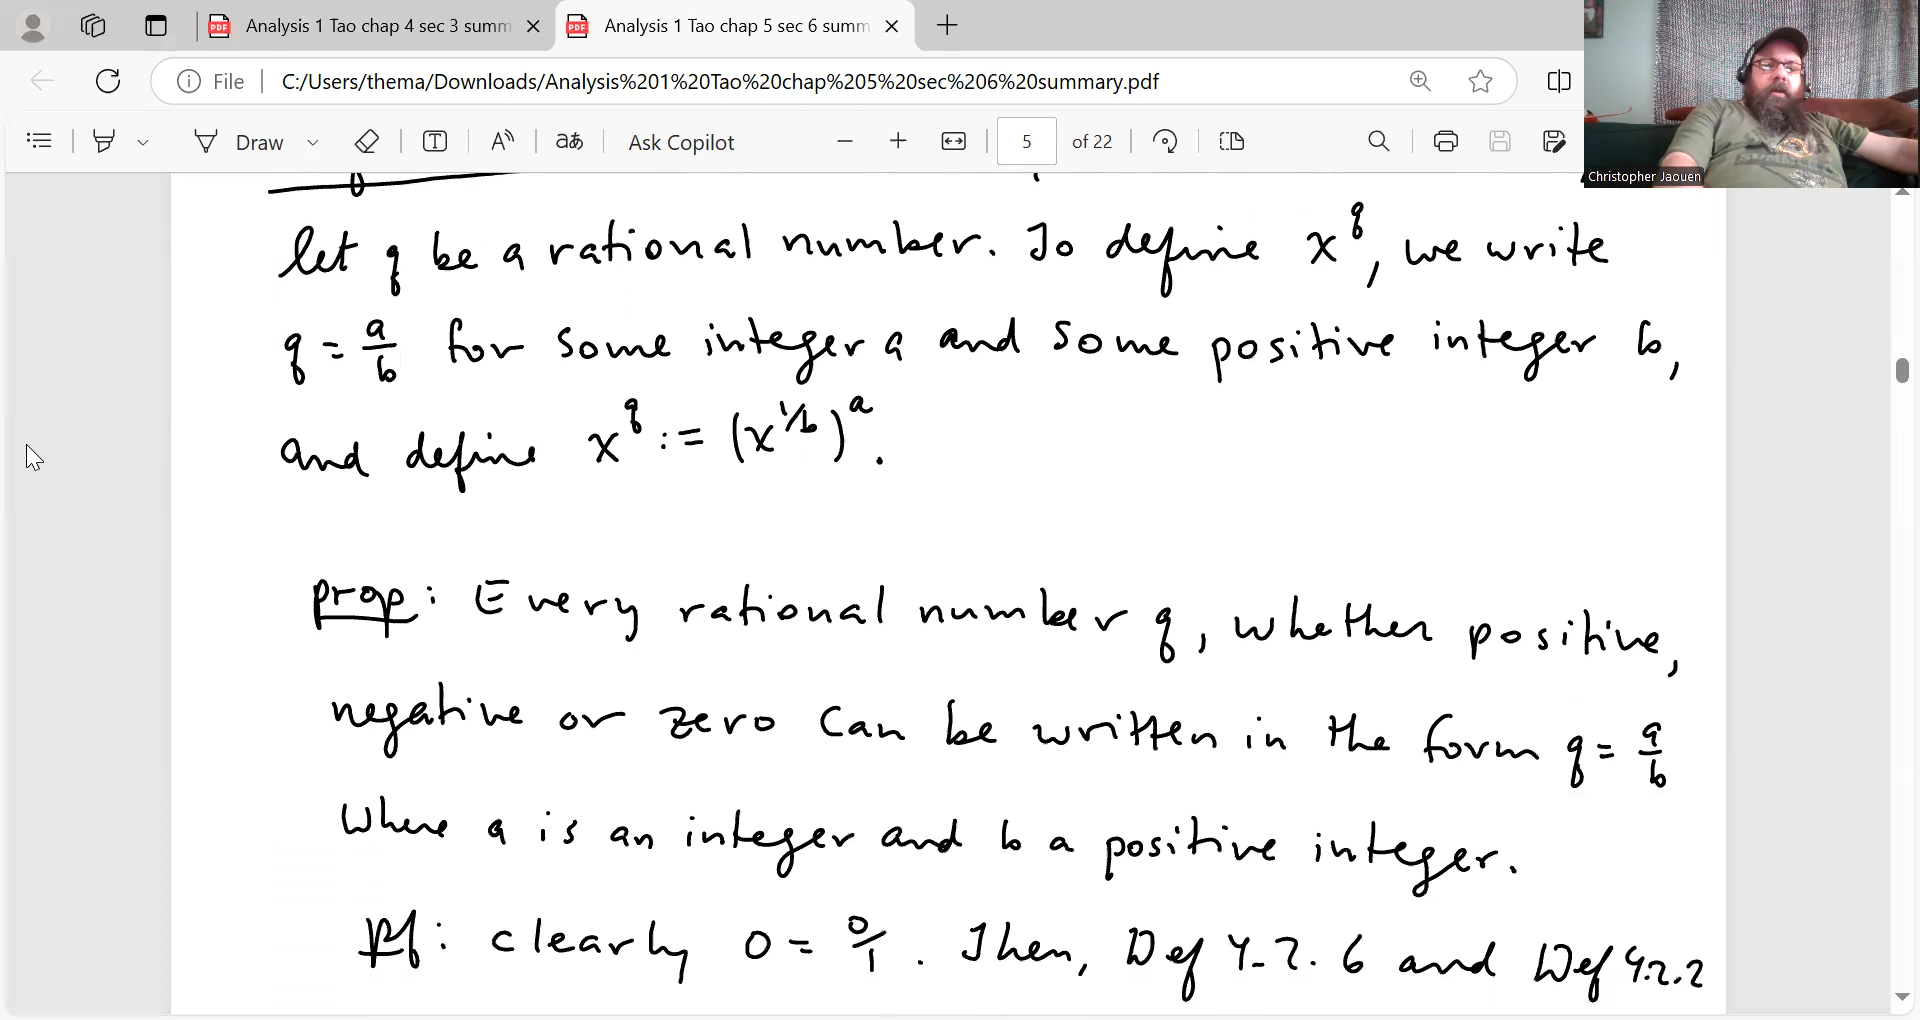 Analysis 1 Tao chap 4 sec 3 summ
Analysis 1 Tao chap 5 sec 6 summ
File
C:/Users/thema/Downloads/Analysis%201%20Tao%20chap%205%20sec%206%20summary.pdf
Draw
Ask Copilot
5 of 22
Christopher Jaouen
let q be a rational number. To define x^q, we write
q = a/b for some integer a and some positive integer b,
and define x^q := (x^1/b)^a.
prop: Every rational number q, whether positive,
negative or zero can be written in the form q = a/b
where a is an integer and b a positive integer.
Pf: clearly 0 = 0/1. Then, Def 4.2.6 and Def 4.2.2